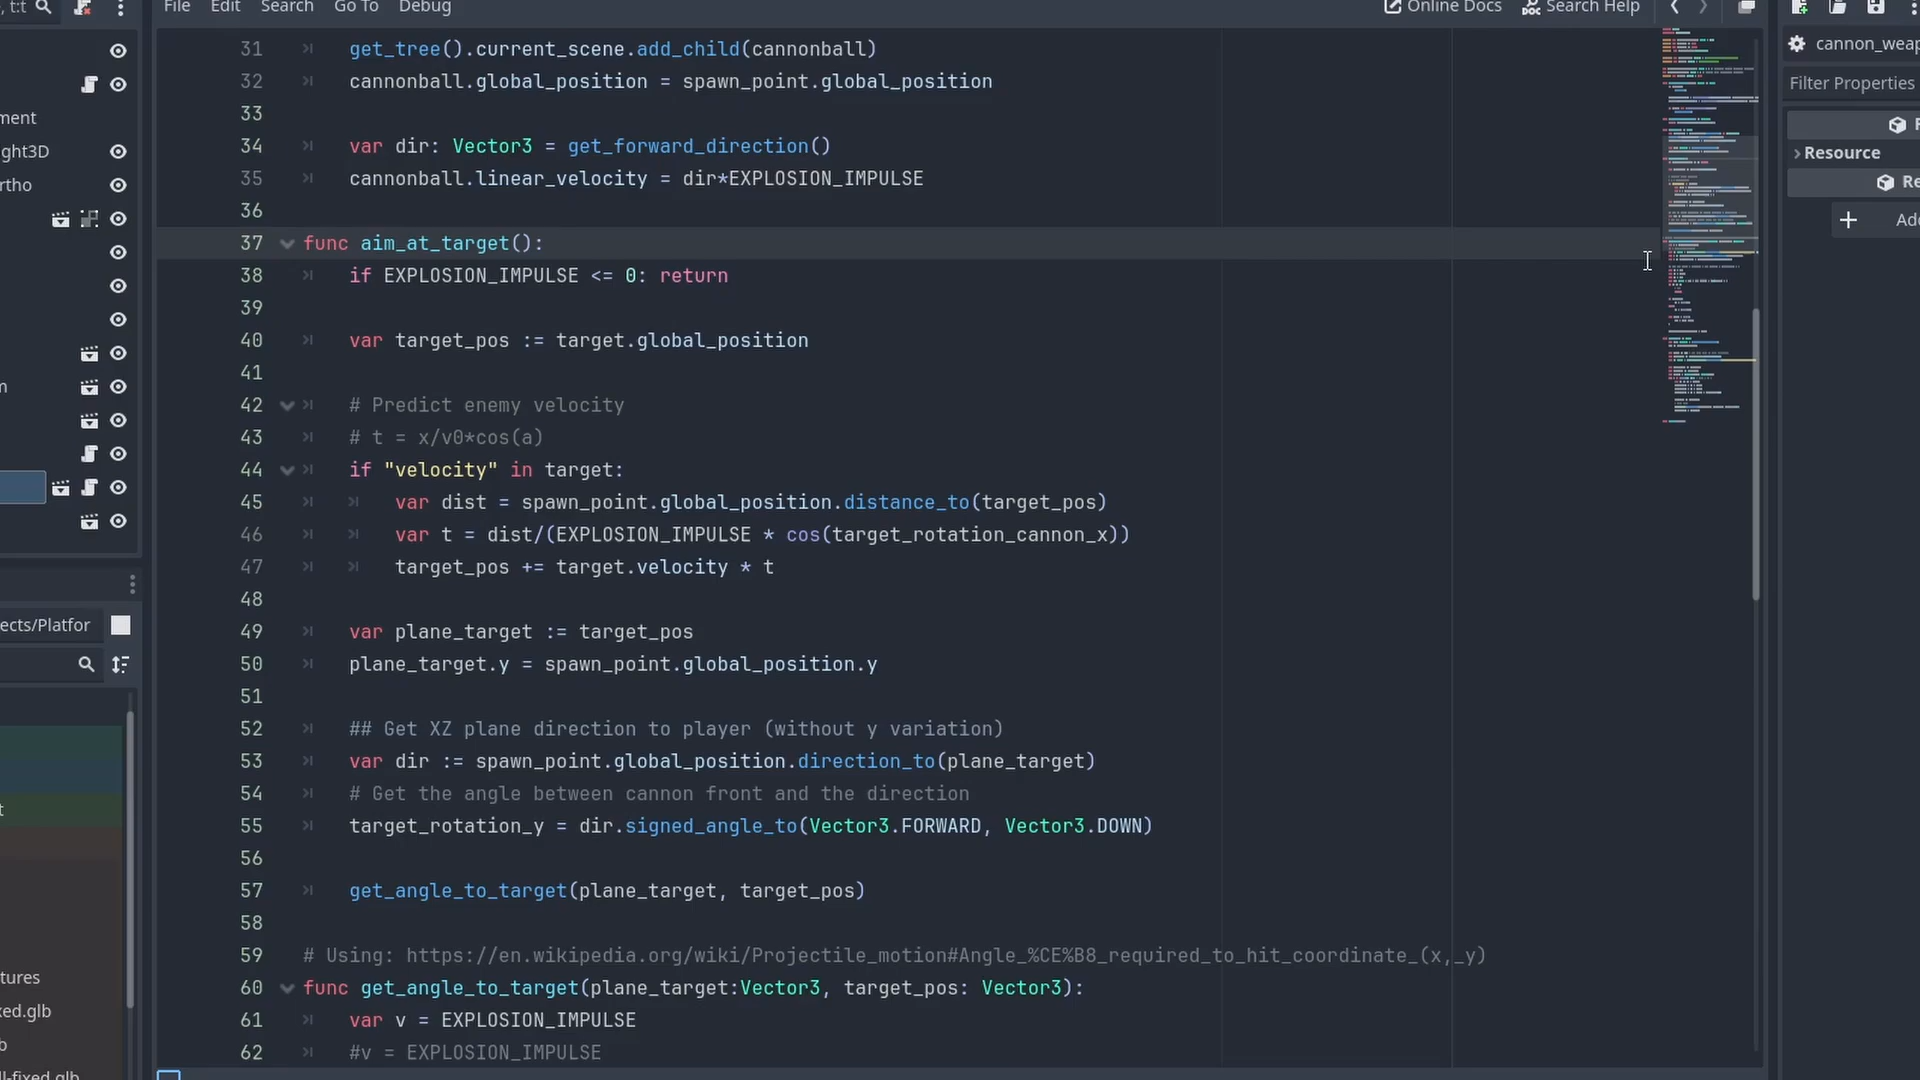 , t:t
File Edit Search Go To Debug
Online Docs Search Help
31 get_tree().current_scene.add_child(cannonball)
32 cannonball.global_position = spawn_point.global_position
33
34 var dir: Vector3 = get_forward_direction()
35 cannonball.linear_velocity = dir*EXPLOSION_IMPULSE
36
37 func aim_at_target():
38 if EXPLOSION_IMPULSE <= 0: return
39
40 var target_pos := target.global_position
41
42 # Predict enemy velocity
43 # t = x/v0*cos(a)
44 if "velocity" in target:
45 var dist = spawn_point.global_position.distance_to(target_pos)
46 var t = dist/(EXPLOSION_IMPULSE * cos(target_rotation_cannon_x))
47 target_pos += target.velocity * t
48
49 var plane_target := target_pos
50 plane_target.y = spawn_point.global_position.y
51
52 ## Get XZ plane direction to player (without y variation)
53 var dir := spawn_point.global_position.direction_to(plane_target)
54 # Get the angle between cannon front and the direction
55 target_rotation_y = dir.signed_angle_to(Vector3.FORWARD, Vector3.DOWN)
56
57 get_angle_to_target(plane_target, target_pos)
58
59 # Using: https://en.wikipedia.org/wiki/Projectile_motion#Angle_%CE%B8_required_to_hit_coordinate_(x,_y)
60 func get_angle_to_target(plane_target:Vector3, target_pos: Vector3):
61 var v = EXPLOSION_IMPULSE
62 #v = EXPLOSION_IMPULSE
ment
ght3D
rtho
m
ects/Platfor
t
tures
xed.glb
b
ll-fixed.glb
cannon_weap
Filter Properties
R
Resource
Re
Add